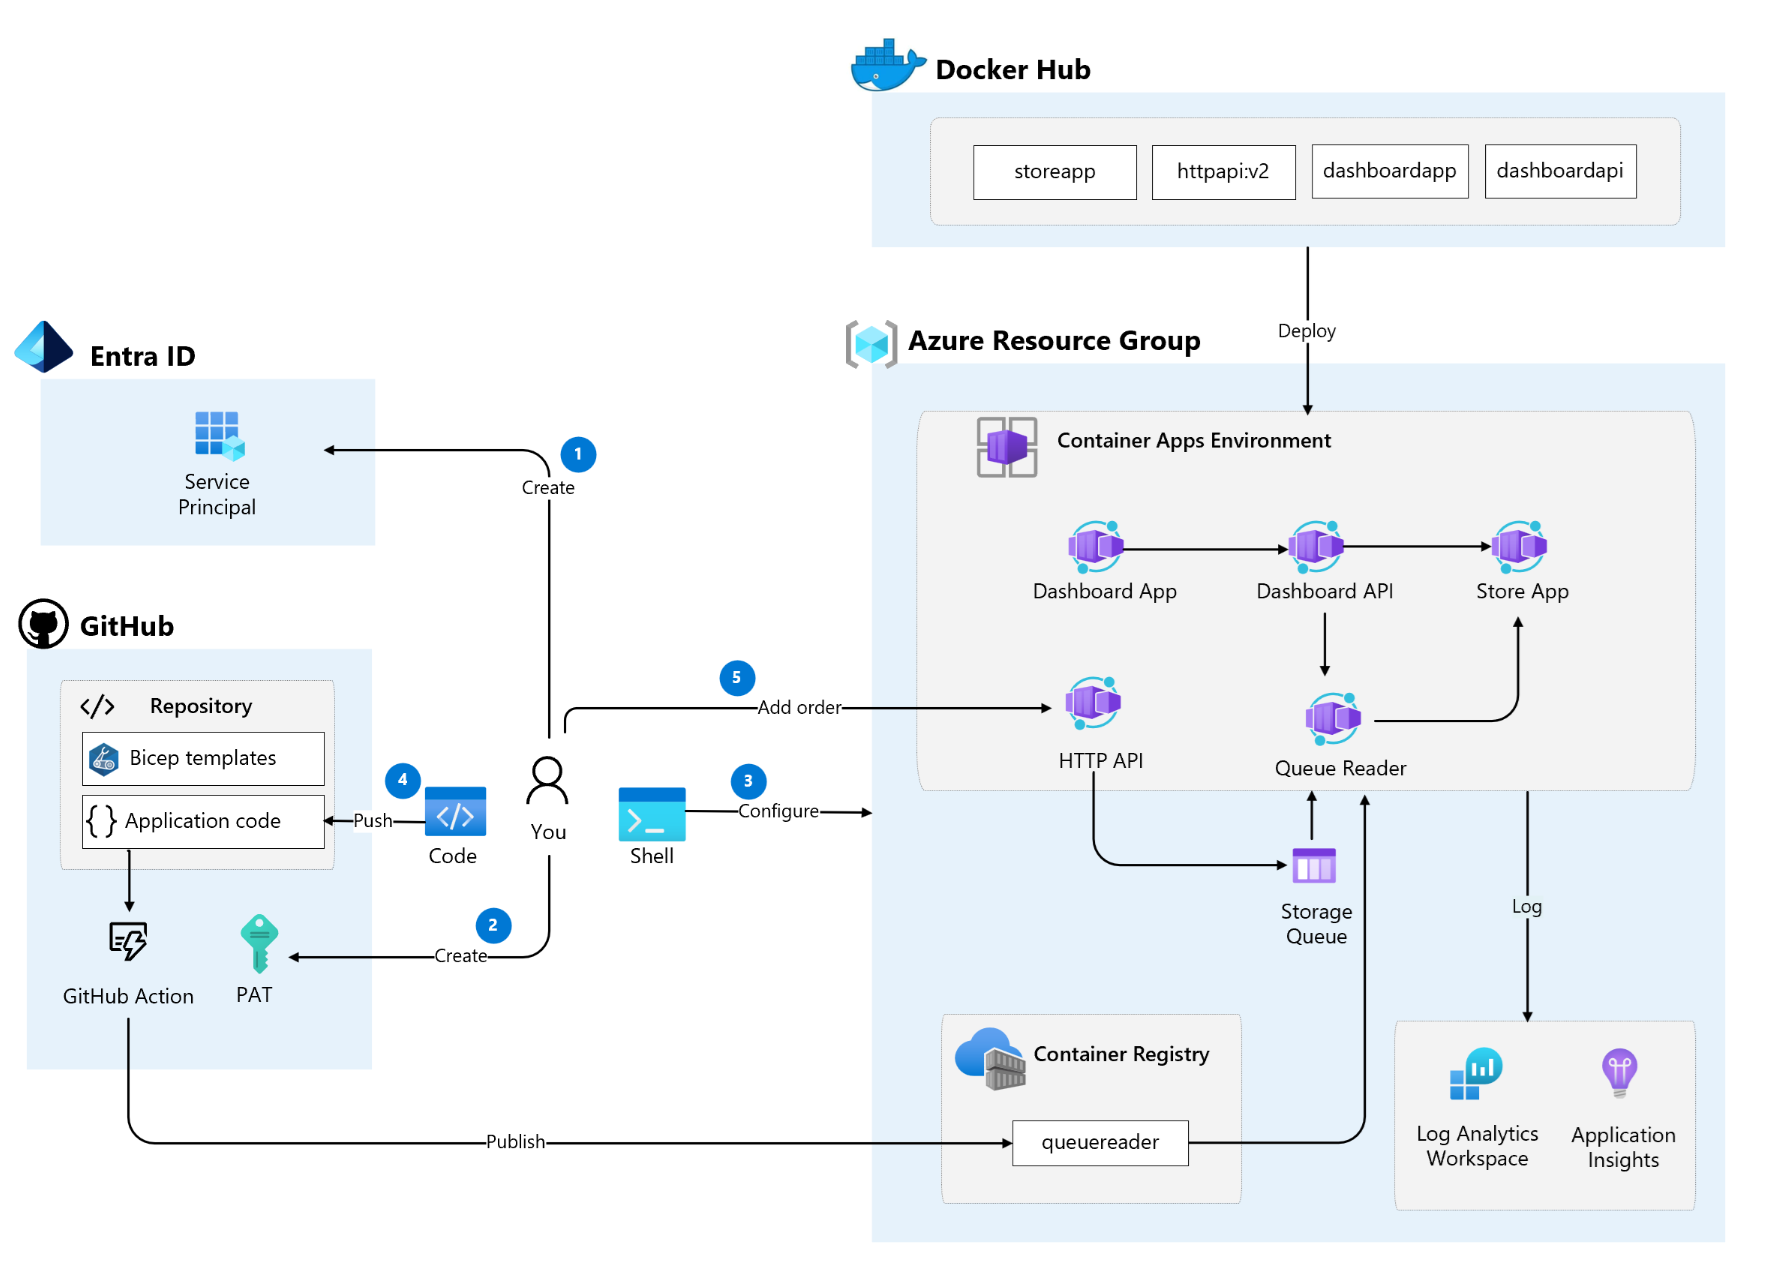 Docker Hub
storeapp
httpapi:v2
dashboardapp
dashboardapi
Deploy
Azure Resource Group
Entra ID
Service
Principal
1
Create
Container Apps Environment
Dashboard App
Dashboard API
Store App
GitHub
Repository
Bicep templates
Application code
5
Add order
HTTP API
Queue Reader
4
Push
Code
You
Shell
3
Configure
Storage
Queue
Log
2
Create
GitHub Action
PAT
Container Registry
queuereader
Publish
Log Analytics
Workspace
Application
Insights